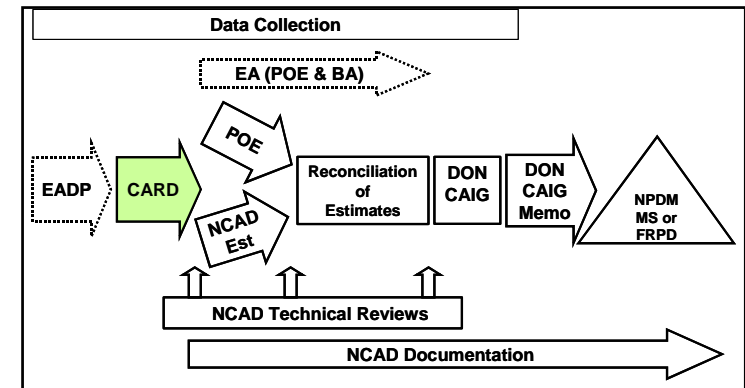 Data Collection
EA (POE & BA)
POE
EADP
CARD
NCAD
Est
Reconciliation
of
Estimates
DON
CAIG
DON
CAIG
Memo
NPDM
MS or
FRPD
NCAD Technical Reviews
NCAD Documentation